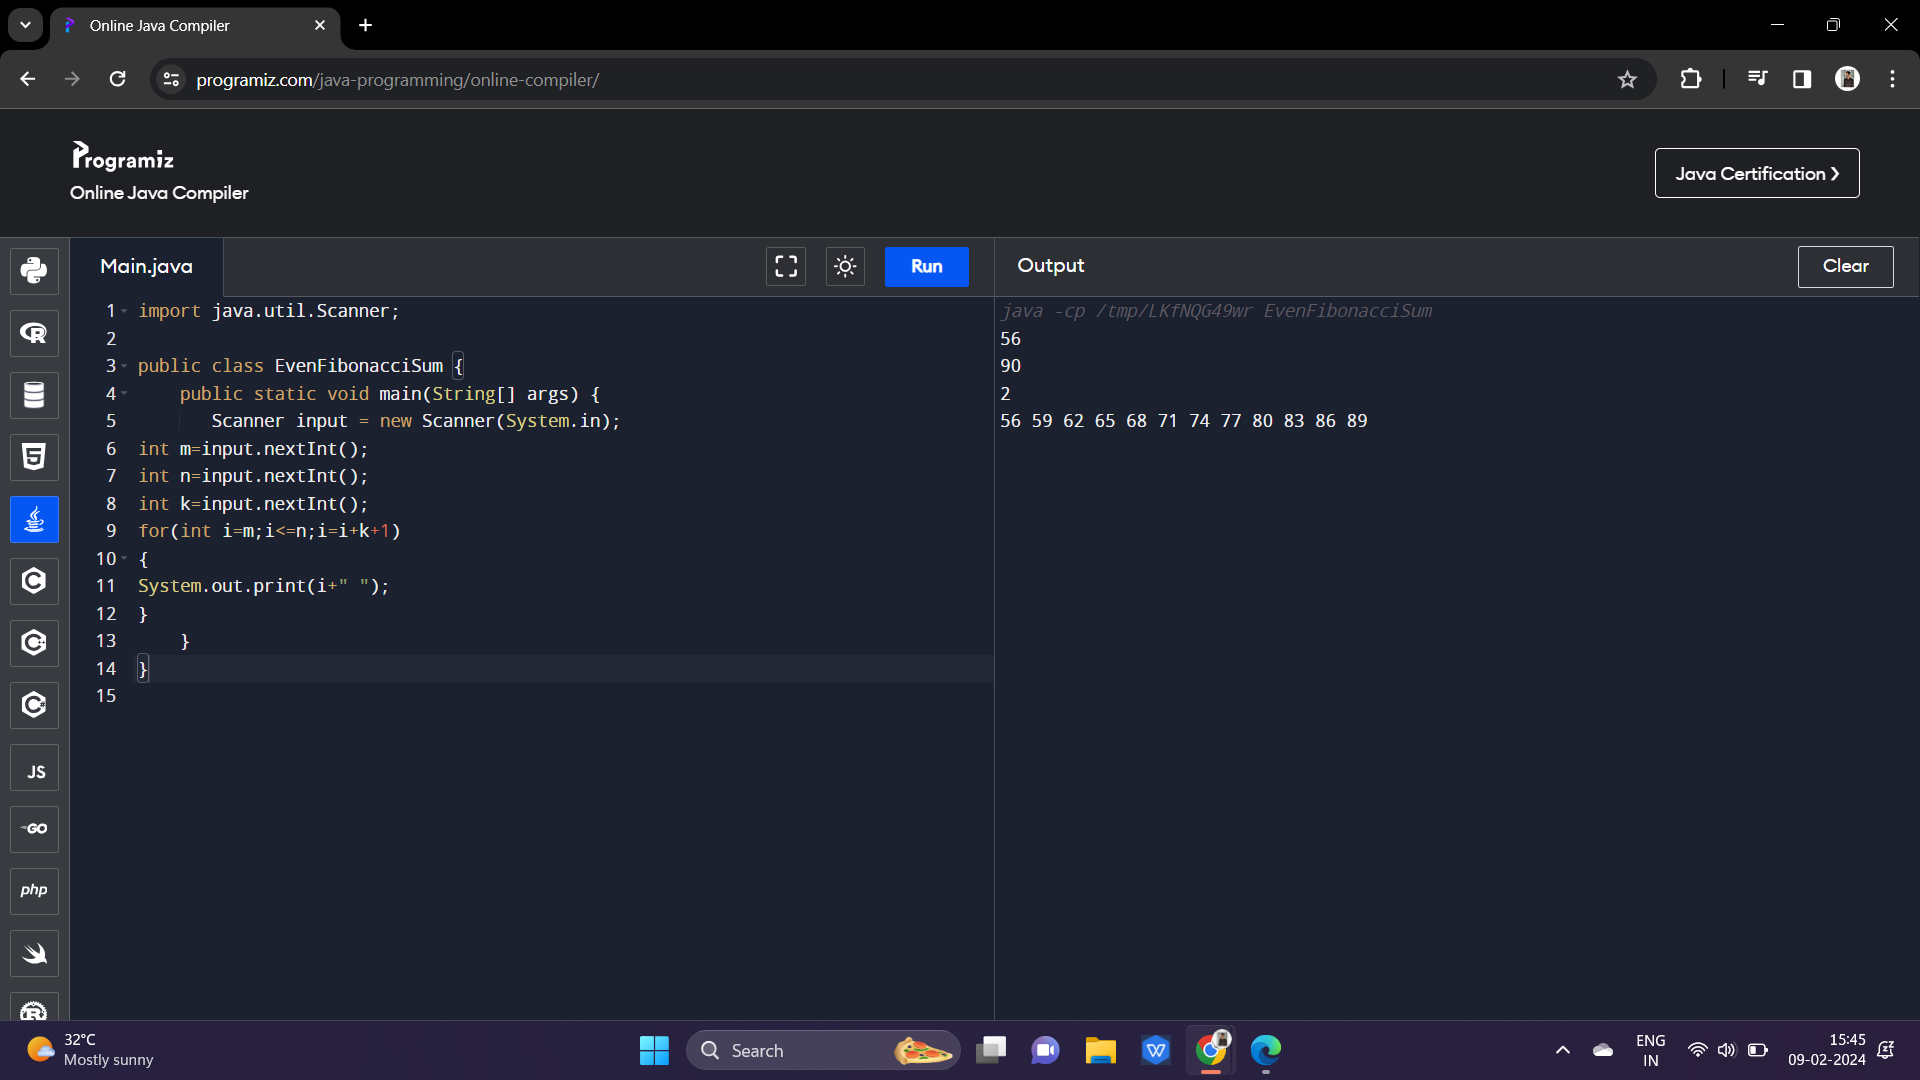 Online Java Compiler
programiz.com/java-programming/online-compiler/
Programiz
Online Java Compiler
Java Certification ❯
Main.java
Run
Output
Clear
1 import java.util.Scanner;
2
3 public class EvenFibonacciSum {
4     public static void main(String[] args) {
5        Scanner input = new Scanner(System.in);
6 int m=input.nextInt();
7 int n=input.nextInt();
8 int k=input.nextInt();
9 for(int i=m;i<=n;i=i+k+1)
10 {
11 System.out.print(i+" ");
12 }
13     }
14 }
15
java -cp /tmp/LKfNQG49wr EvenFibonacciSum
56
90
2
56 59 62 65 68 71 74 77 80 83 86 89
JS
GO
php
32°C
Mostly sunny
Search
ENG
IN
15:45
09-02-2024